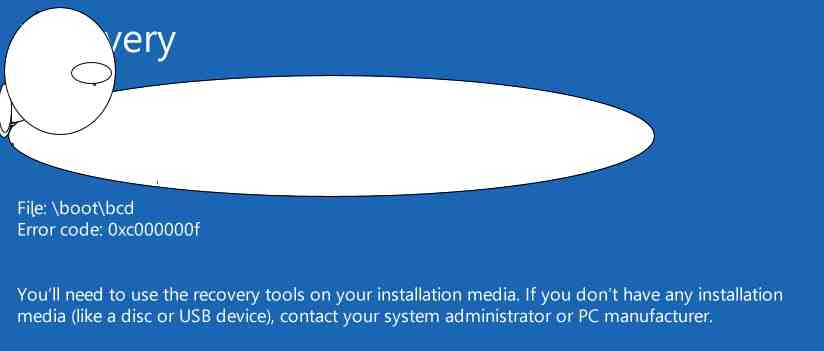 File: \boot\bcd
Error code: 0xc000000f
You'll need to use the recovery tools on your installation media. If you don't have any installation
media (like a disc or USB device), contact your system administrator or PC manufacturer.